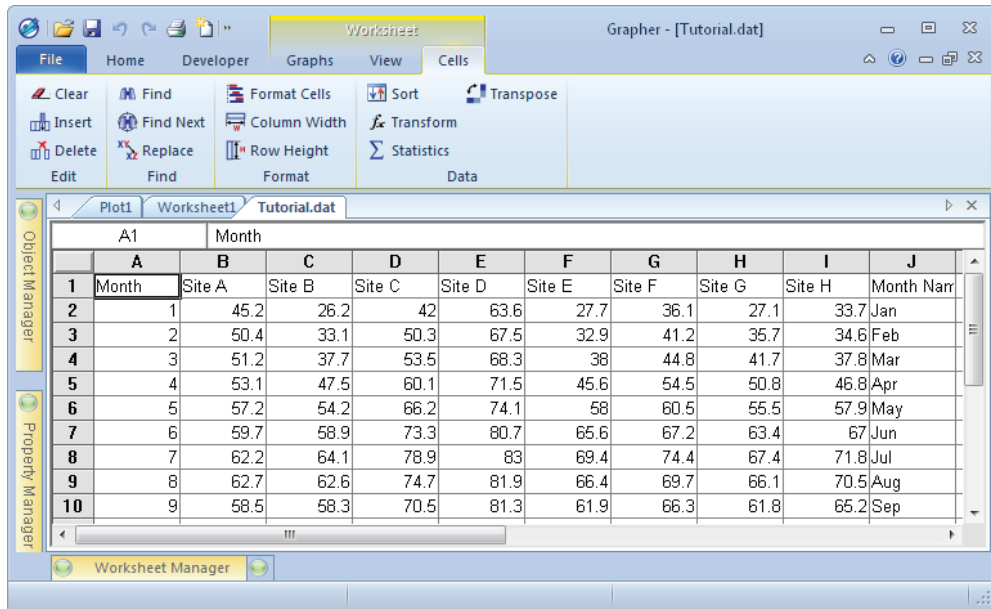 Worksheet
Grapher - [Tutorial.dat]
File Home Developer Graphs View Cells
Clear Find Format Cells Sort Transpose
Insert Find Next Column Width Transform
Delete Replace Row Height Statistics
Edit Find Format Data
Plot1 Worksheet1 Tutorial.dat
A1 Month
A B C D E F G H I J
1 Month Site A Site B Site C Site D Site E Site F Site G Site H Month Nam
2 1 45.2 26.2 42 63.6 27.7 36.1 27.1 33.7 Jan
3 2 50.4 33.1 50.3 67.5 32.9 41.2 35.7 34.6 Feb
4 3 51.2 37.7 53.5 68.3 38 44.8 41.7 37.8 Mar
5 4 53.1 47.5 60.1 71.5 45.6 54.5 50.8 46.8 Apr
6 5 57.2 54.2 66.2 74.1 58 60.5 55.5 57.9 May
7 6 59.7 58.9 73.3 80.7 65.6 67.2 63.4 67 Jun
8 7 62.2 64.1 78.9 83 69.4 74.4 67.4 71.8 Jul
9 8 62.7 62.6 74.7 81.9 66.4 69.7 66.1 70.5 Aug
10 9 58.5 58.3 70.5 81.3 61.9 66.3 61.8 65.2 Sep
Object Manager
Property Manager
Worksheet Manager